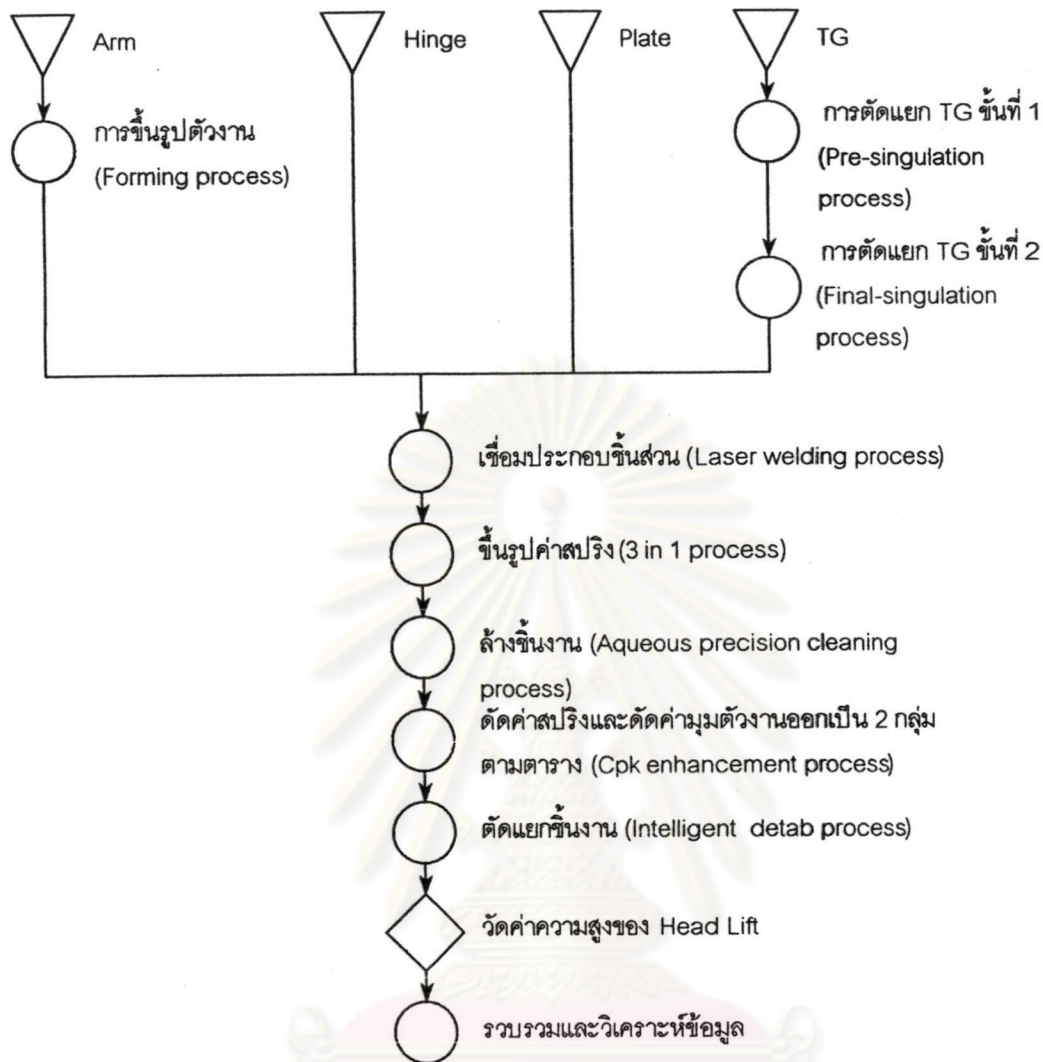 Arm
Hinge
Plate
TG
การขึ้นรูปตัวงาน
(Forming process)
การตัดแยก TG ขั้นที่ 1
(Pre-singulation
process)
การตัดแยก TG ขั้นที่ 2
(Final-singulation
process)
เชื่อมประกอบชิ้นส่วน (Laser welding process)
ขึ้นรูปค่าสปริง (3 in 1 process)
ล้างชิ้นงาน (Aqueous precision cleaning
process)
ดัดค่าสปริงและดัดค่ามุมตัวงานออกเป็น 2 กลุ่ม
ตามตาราง (Cpk enhancement process)
ตัดแยกชิ้นงาน (Intelligent detab process)
วัดค่าความสูงของ Head Lift
รวบรวมและวิเคราะห์ข้อมูล